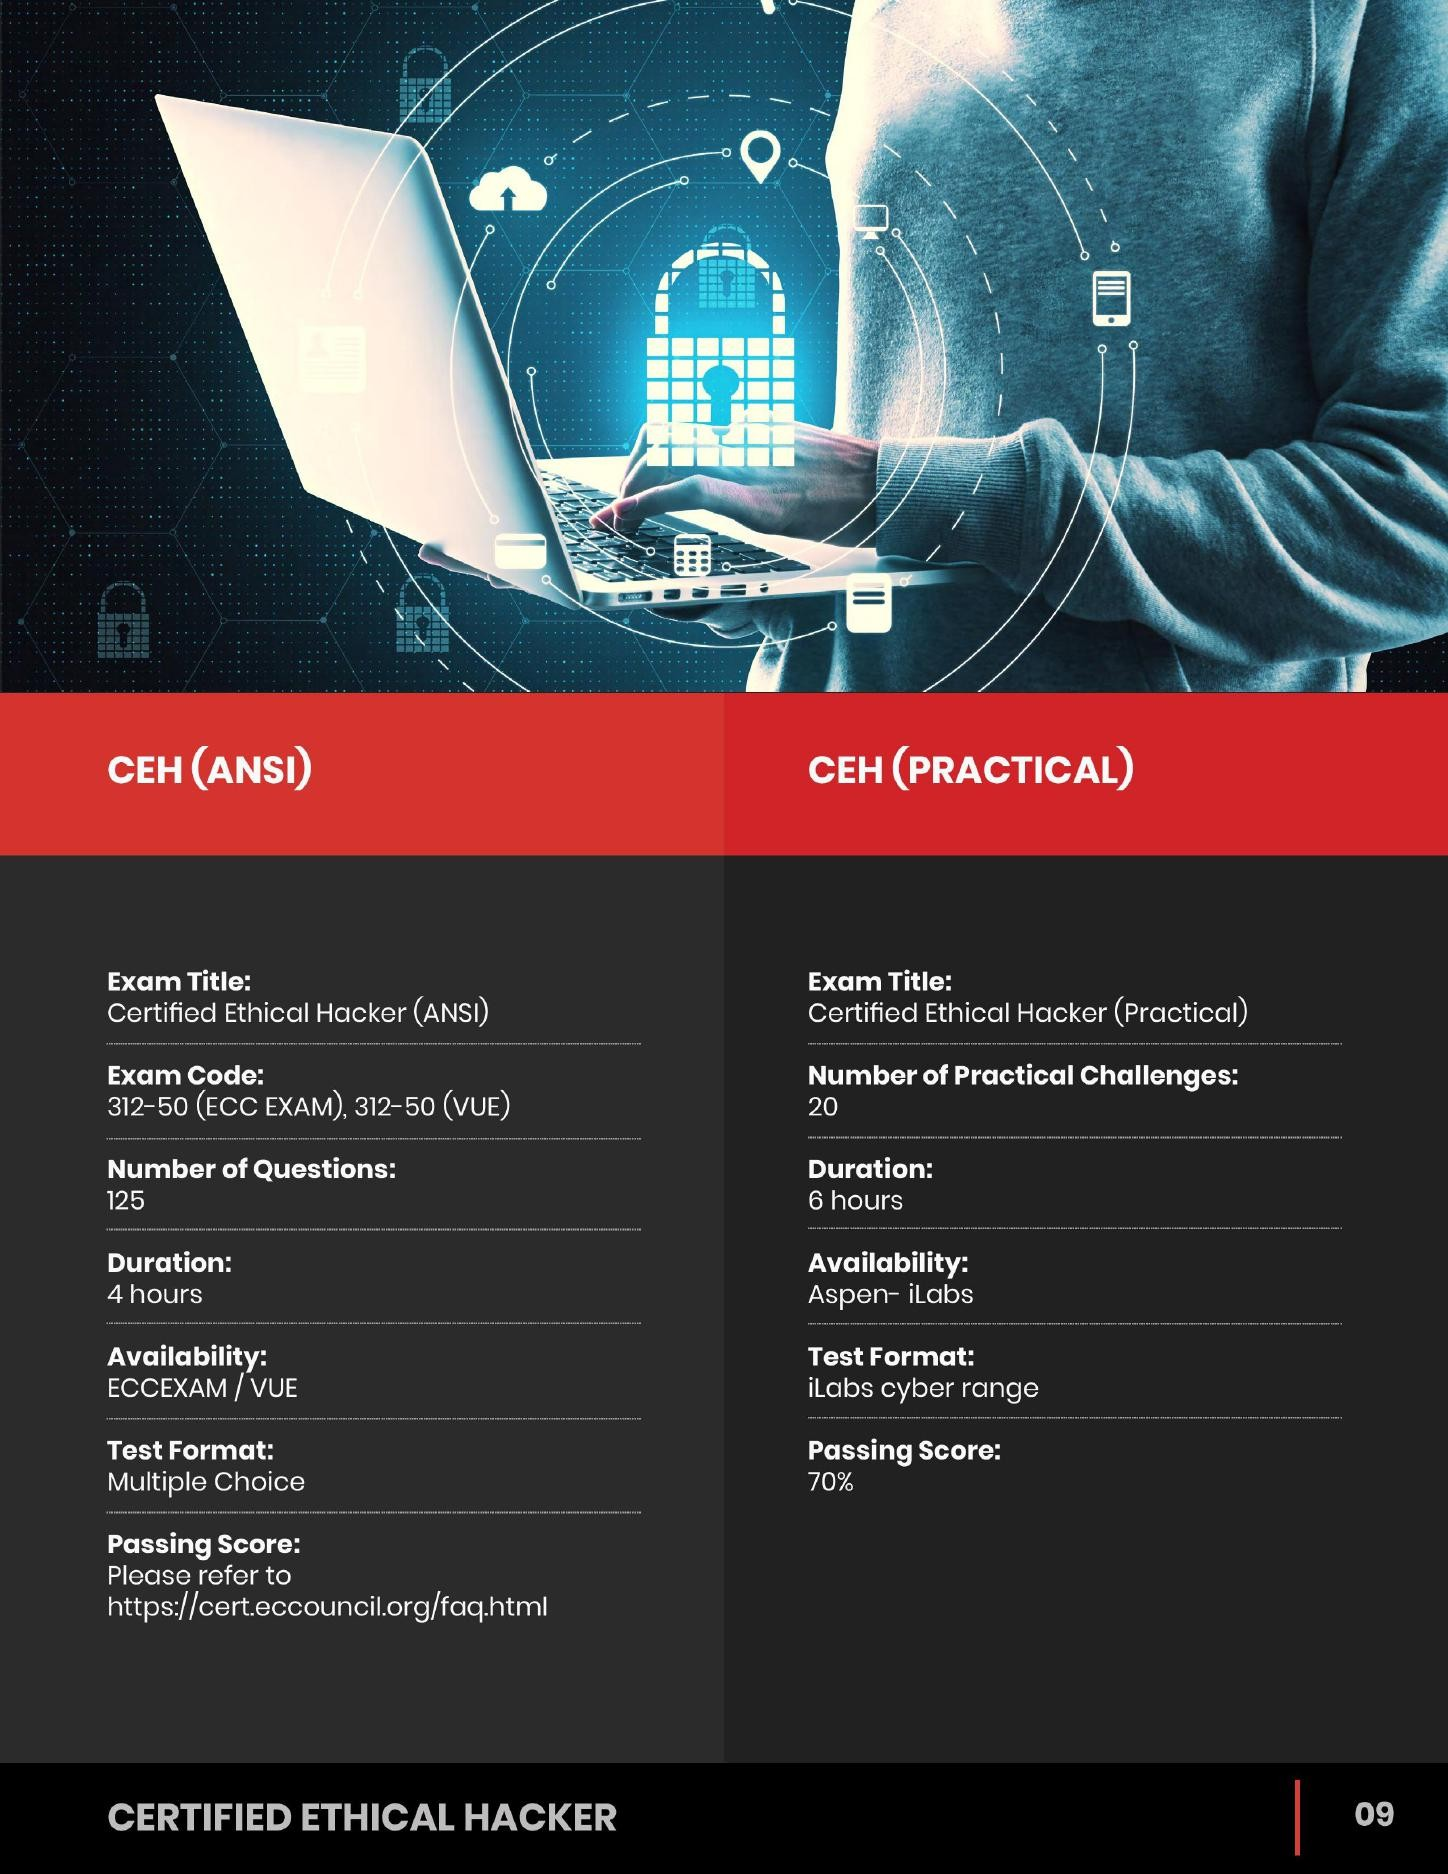 CEH (ANSI)
Exam Title:
Certified Ethical Hacker (ANSI)
Exam Code:
312-50 (ECC EXAM), 312-50 (VUE)
Number of Questions:
125
Duration:
4 hours
Availability:
ECCEXAM / VUE
Test Format:
Multiple Choice
Passing Score:
Please refer to
https://cert.eccouncil.org/faq.html
CEH (PRACTICAL)
Exam Title:
Certified Ethical Hacker (Practical)
Number of Practical Challenges:
20
Duration:
6 hours
Availability:
Aspen- iLabs
Test Format:
iLabs cyber range
Passing Score:
70%
CERTIFIED ETHICAL HACKER
09